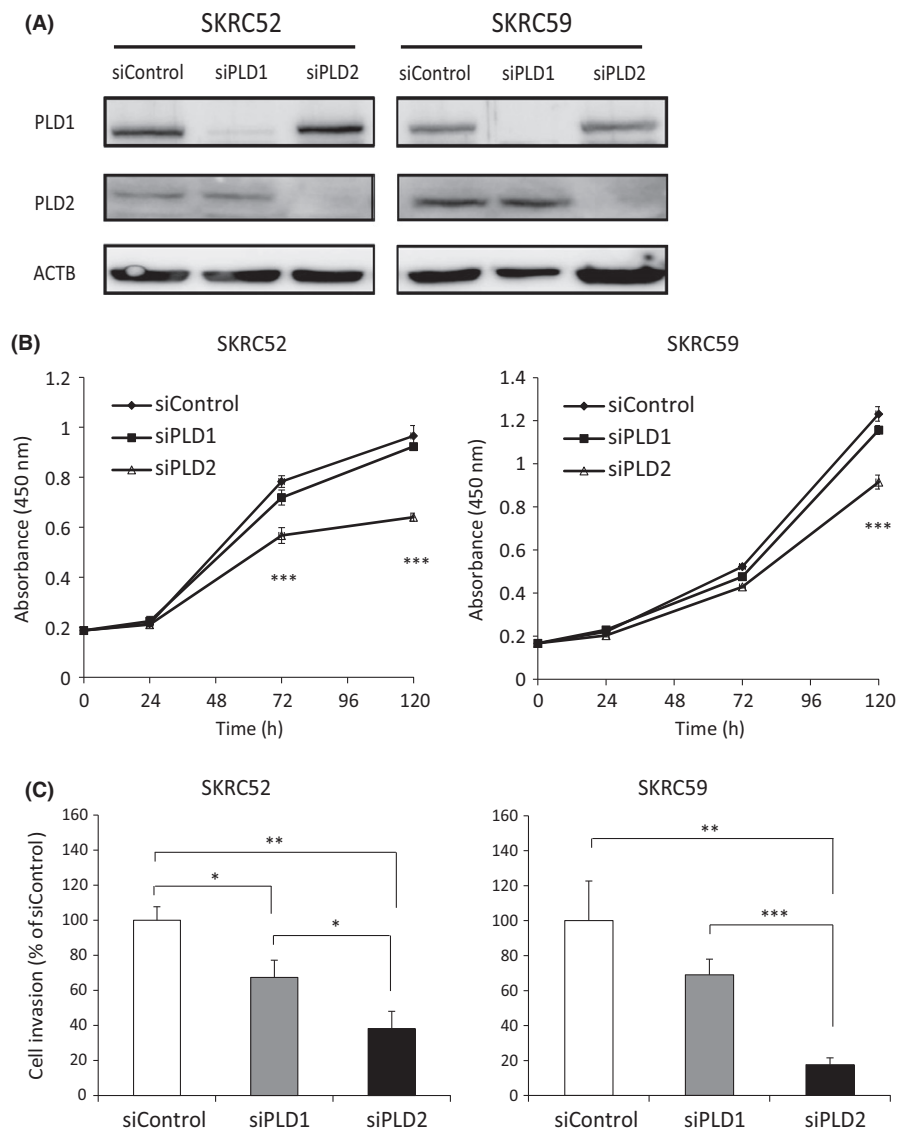 (A)
SKRC52 SKRC59
siControl siPLD1 siPLD2 siControl siPLD1 siPLD2
PLD1
PLD2
ACTB
(B)
SKRC52
Absorbance (450 nm)
1.2
1
0.8
0.6
0.4
0.2
0
siControl
siPLD1
siPLD2
***
***
0 24 48 72 96 120
Time (h)
SKRC59
Absorbance (450 nm)
1.4
1.2
1
0.8
0.6
0.4
0.2
0
siControl
siPLD1
siPLD2
***
0 24 48 72 96 120
Time (h)
(C)
SKRC52
Cell invasion (% of siControl)
160
140
120
100
80
60
40
20
0
**
*
*
siControl siPLD1 siPLD2
SKRC59
160
140
120
100
80
60
40
20
0
**
***
siControl siPLD1 siPLD2